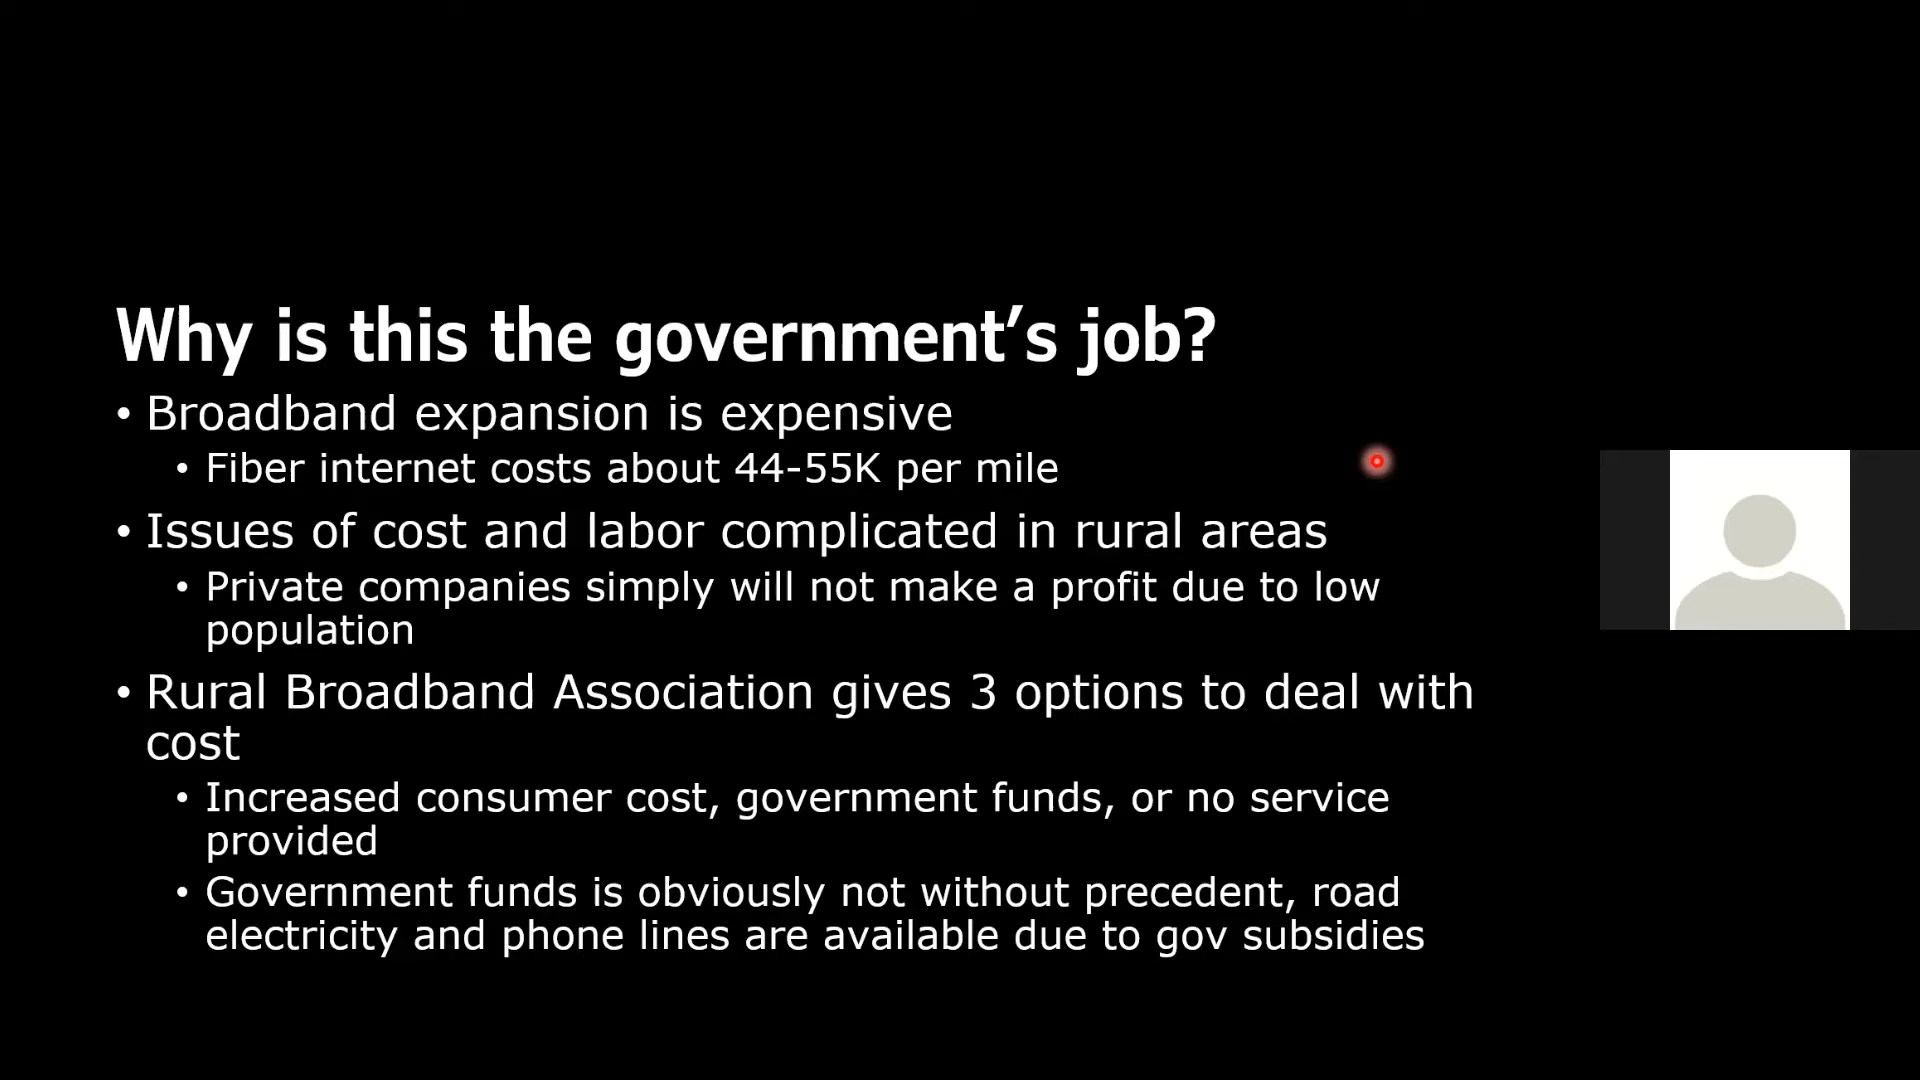 Why is this the government’s job?
• Broadband expansion is expensive
• Fiber internet costs about 44-55K per mile
• Issues of cost and labor complicated in rural areas
• Private companies simply will not make a profit due to low
population
• Rural Broadband Association gives 3 options to deal with
cost
• Increased consumer cost, government funds, or no service
provided
• Government funds is obviously not without precedent, road
electricity and phone lines are available due to gov subsidies